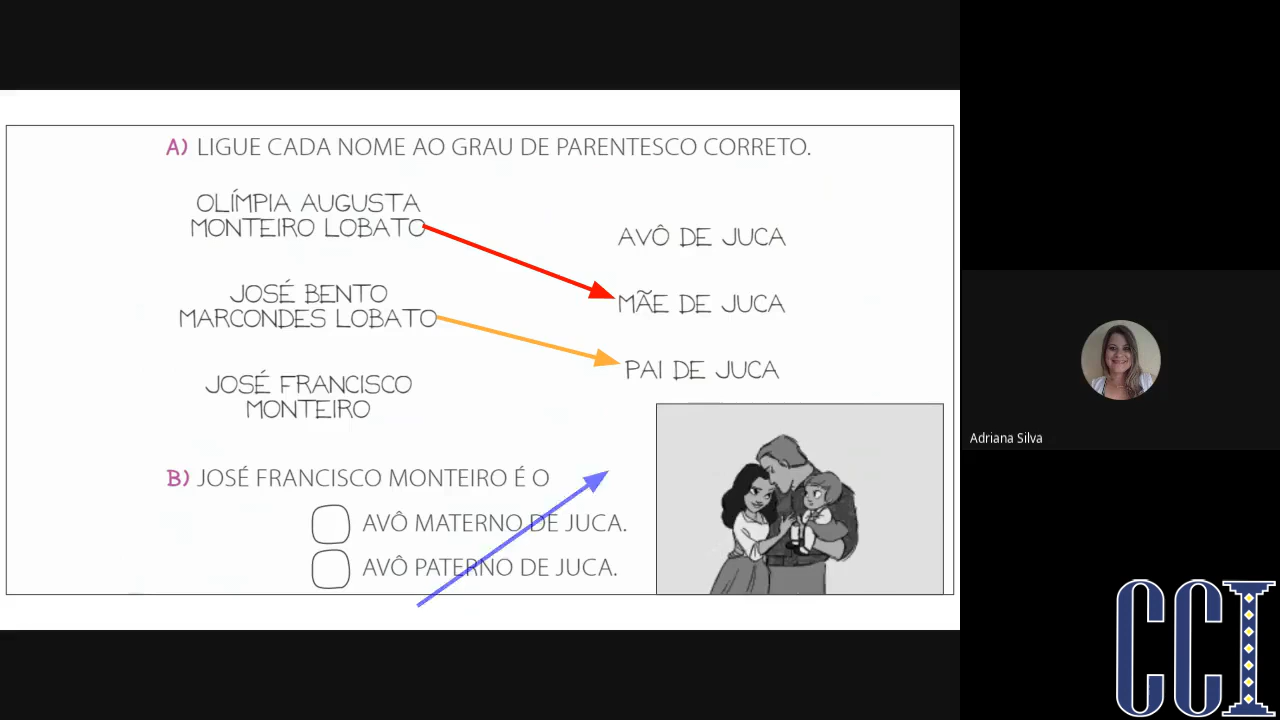 A) LIGUE CADA NOME AO GRAU DE PARENTESCO CORRETO.
OLÍMPIA AUGUSTA
MONTEIRO LOBATO
JOSÉ BENTO
MARCONDES LOBATO
JOSÉ FRANCISCO
MONTEIRO
AVÔ DE JUCA
MÃE DE JUCA
PAI DE JUCA
B) JOSÉ FRANCISCO MONTEIRO É O
AVÔ MATERNO DE JUCA.
AVÔ PATERNO DE JUCA.
Adriana Silva
CCI